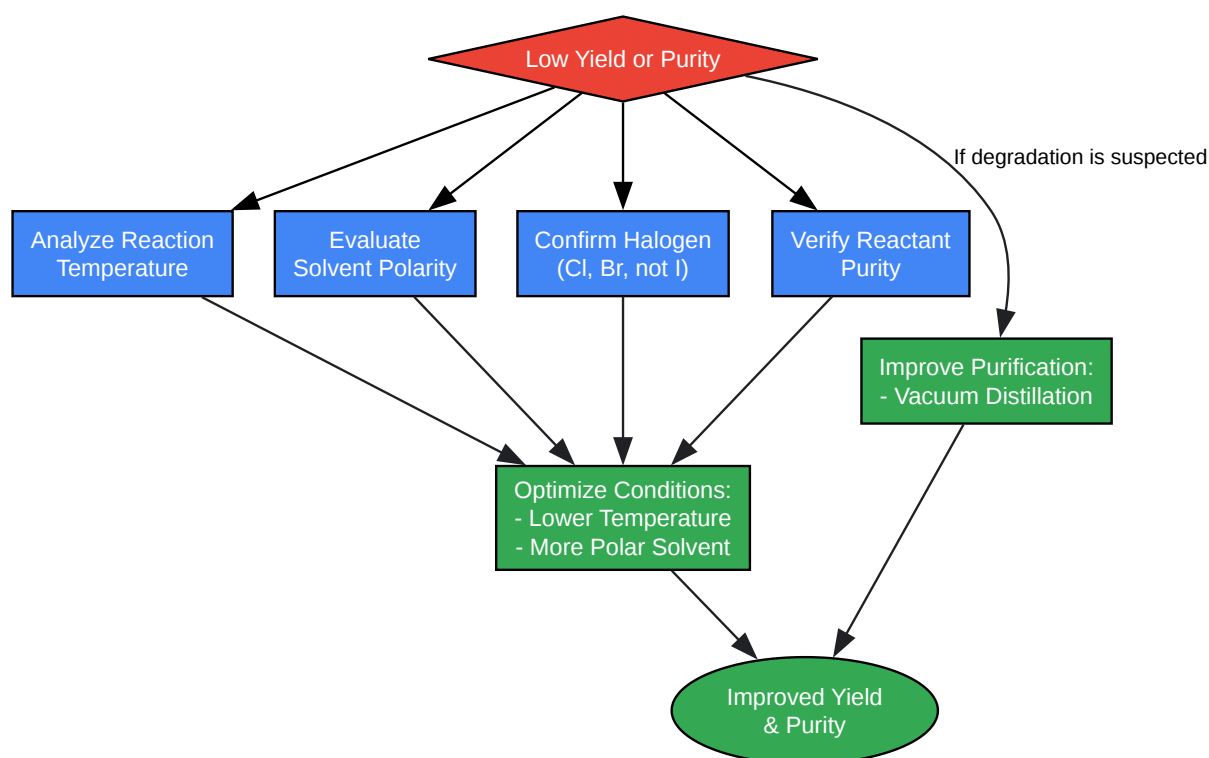 Low Yield or Purity
If degradation is suspected
Analyze Reaction
Temperature
Evaluate
Solvent Polarity
Confirm Halogen
(Cl, Br, not I)
Verify Reactant
Purity
Improve Purification:
- Vacuum Distillation
Optimize Conditions:
- Lower Temperature
- More Polar Solvent
Improved Yield
& Purity